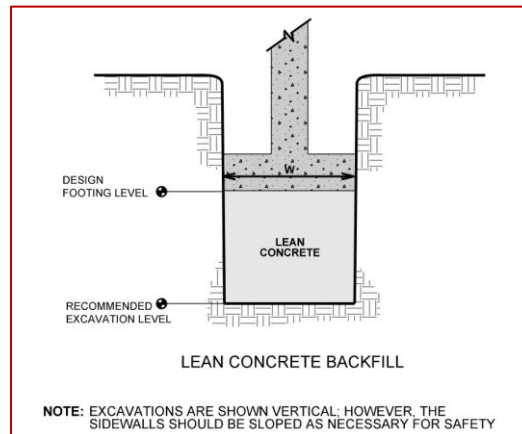 W
DESIGN
FOOTING LEVEL
LEAN
CONCRETE
RECOMMENDED
EXCAVATION LEVEL
LEAN CONCRETE BACKFILL
NOTE: EXCAVATIONS ARE SHOWN VERTICAL; HOWEVER, THE
SIDEWALLS SHOULD BE SLOPED AS NECESSARY FOR SAFETY